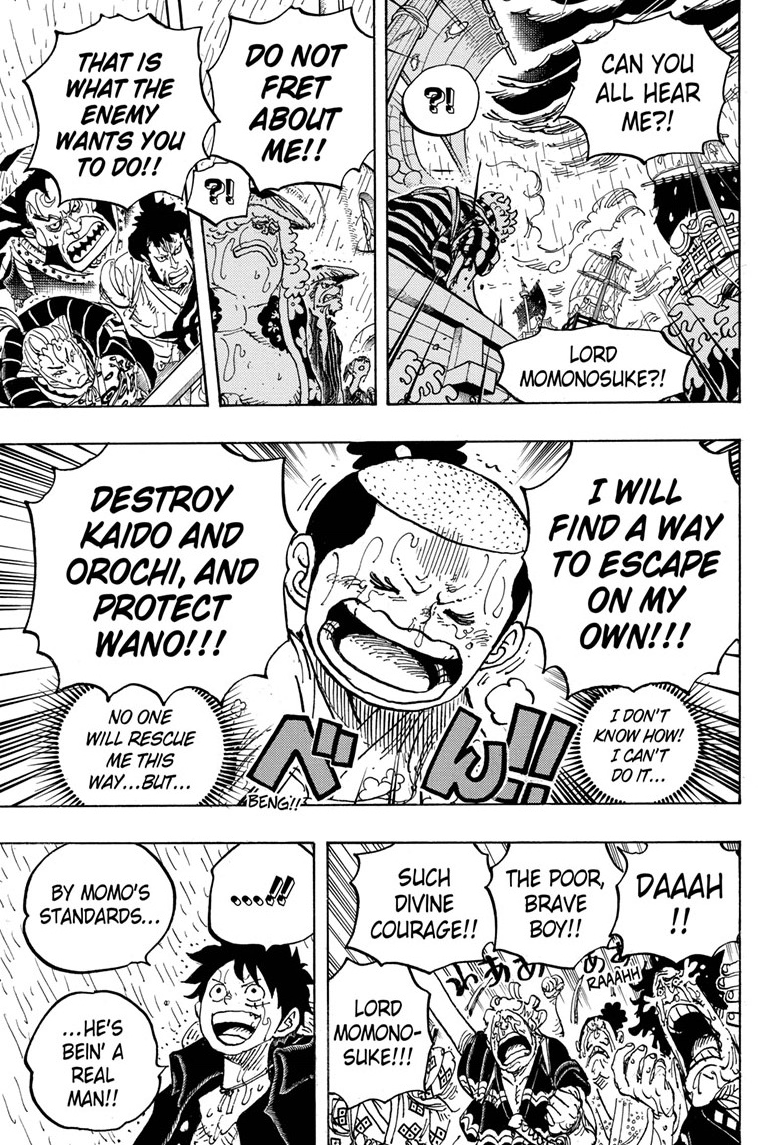 CAN YOU
ALL HEAR
ME?!
?!
LORD
MOMONOSUKE?!
DO NOT
FRET
ABOUT
ME!!
?!
THAT IS
WHAT THE
ENEMY
WANTS YOU
TO DO!!
I WILL
FIND A WAY
TO ESCAPE
ON MY
OWN!!!
I DON'T
KNOW HOW!
I CAN'T
DO IT...
DESTROY
KAIDO AND
OROCHI, AND
PROTECT
WANO!!!
NO ONE
WILL RESCUE
ME THIS
WAY...BUT...
べん!!
BENG!!
DAAAH
!!
THE POOR,
BRAVE
BOY!!
SUCH
DIVINE
COURAGE!!
RAAAHH
LORD
MOMONO-
SUKE!!!
....!!
BY MOMO'S
STANDARDS...
...HE'S
BEIN' A
REAL
MAN!!